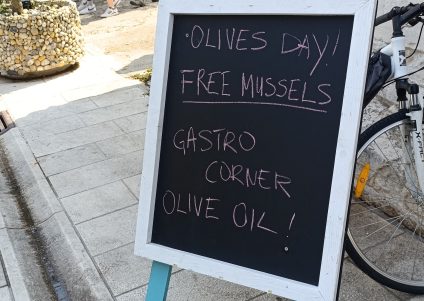 ·OLIVES DAY!
FREE MUSSELS
GASTRO
CORNER
OLIVE OIL!